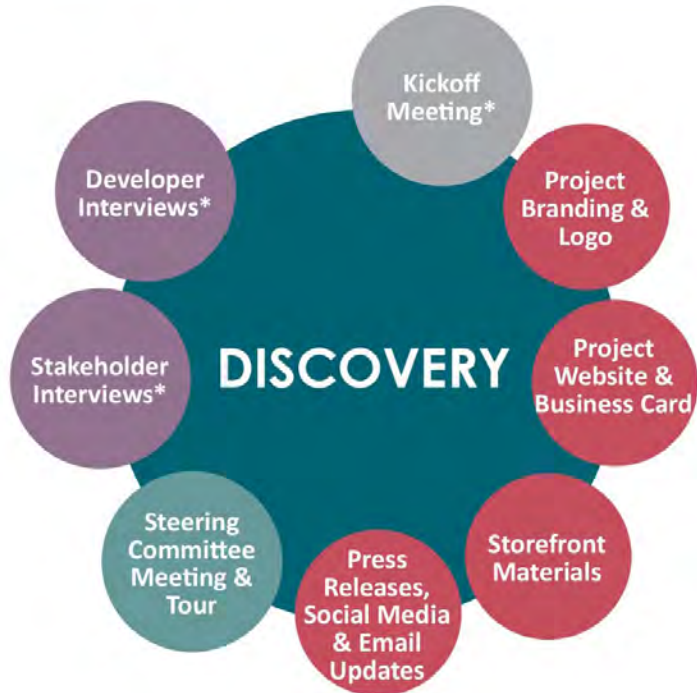 Kickoff
Meeting*
Project
Branding &
Logo
Project
Website &
Business Card
Storefront
Materials
Press
Releases,
Social Media
& Email
Updates
Steering
Committee
Meeting &
Tour
Stakeholder
Interviews*
Developer
Interviews*
DISCOVERY